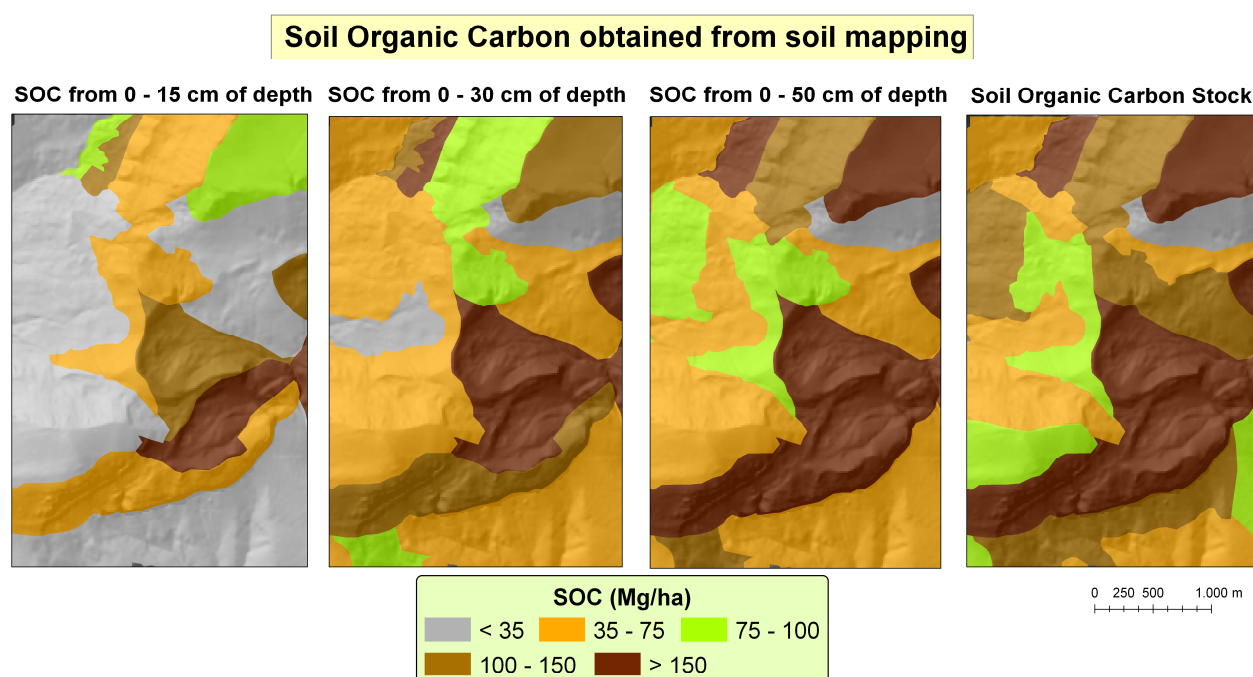 Soil Organic Carbon obtained from soil mapping
SOC from 0 - 15 cm of depth
SOC from 0 - 30 cm of depth
SOC from 0 - 50 cm of depth
Soil Organic Carbon Stock
SOC (Mg/ha)
< 35 35 - 75 75 - 100
100 - 150 > 150
0 250 500 1.000 m